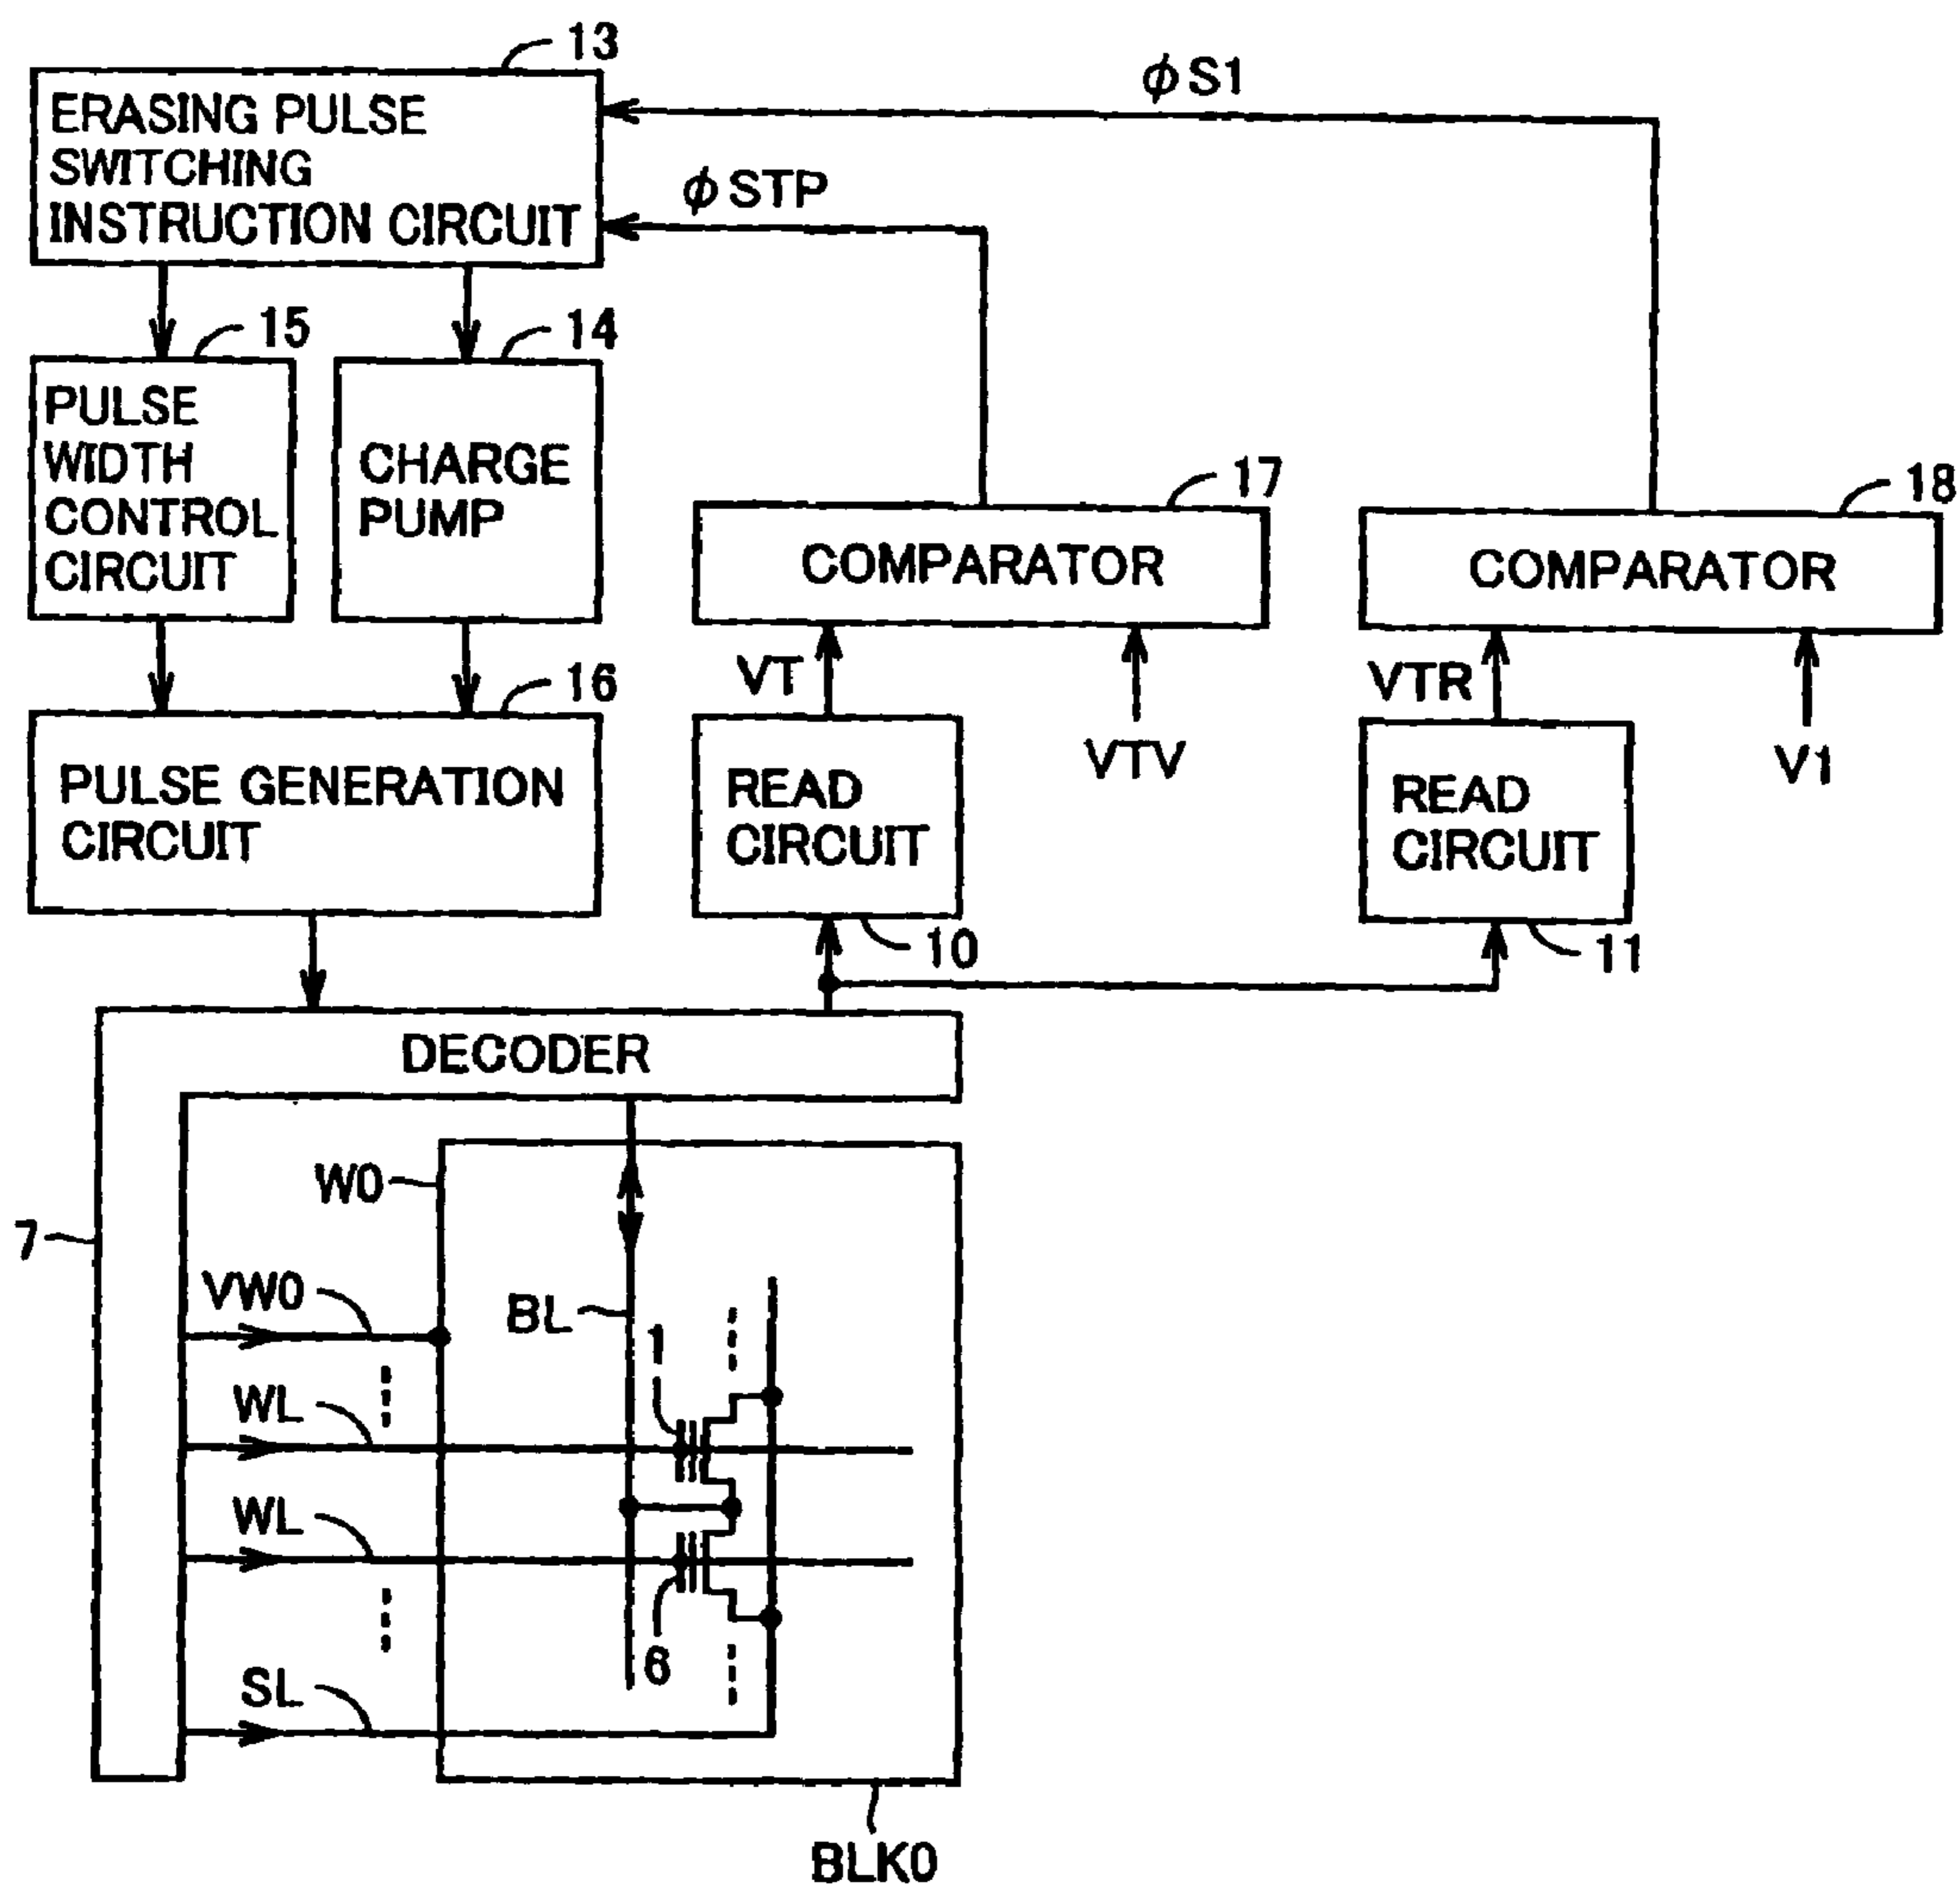 13
φS1
ERASING PULSE
SWITCHING
INSTRUCTION CIRCUIT
φSTP
15
14
PULSE
WIDTH
CONTROL
CIRCUIT
CHARGE
PUMP
17
18
COMPARATOR
COMPARATOR
VT
VTV
VTR
V1
16
PULSE GENERATION
CIRCUIT
READ
CIRCUIT
READ
CIRCUIT
10
11
DECODER
W0
7
VW0
BL
1
WL
WL
6
SL
BLK0